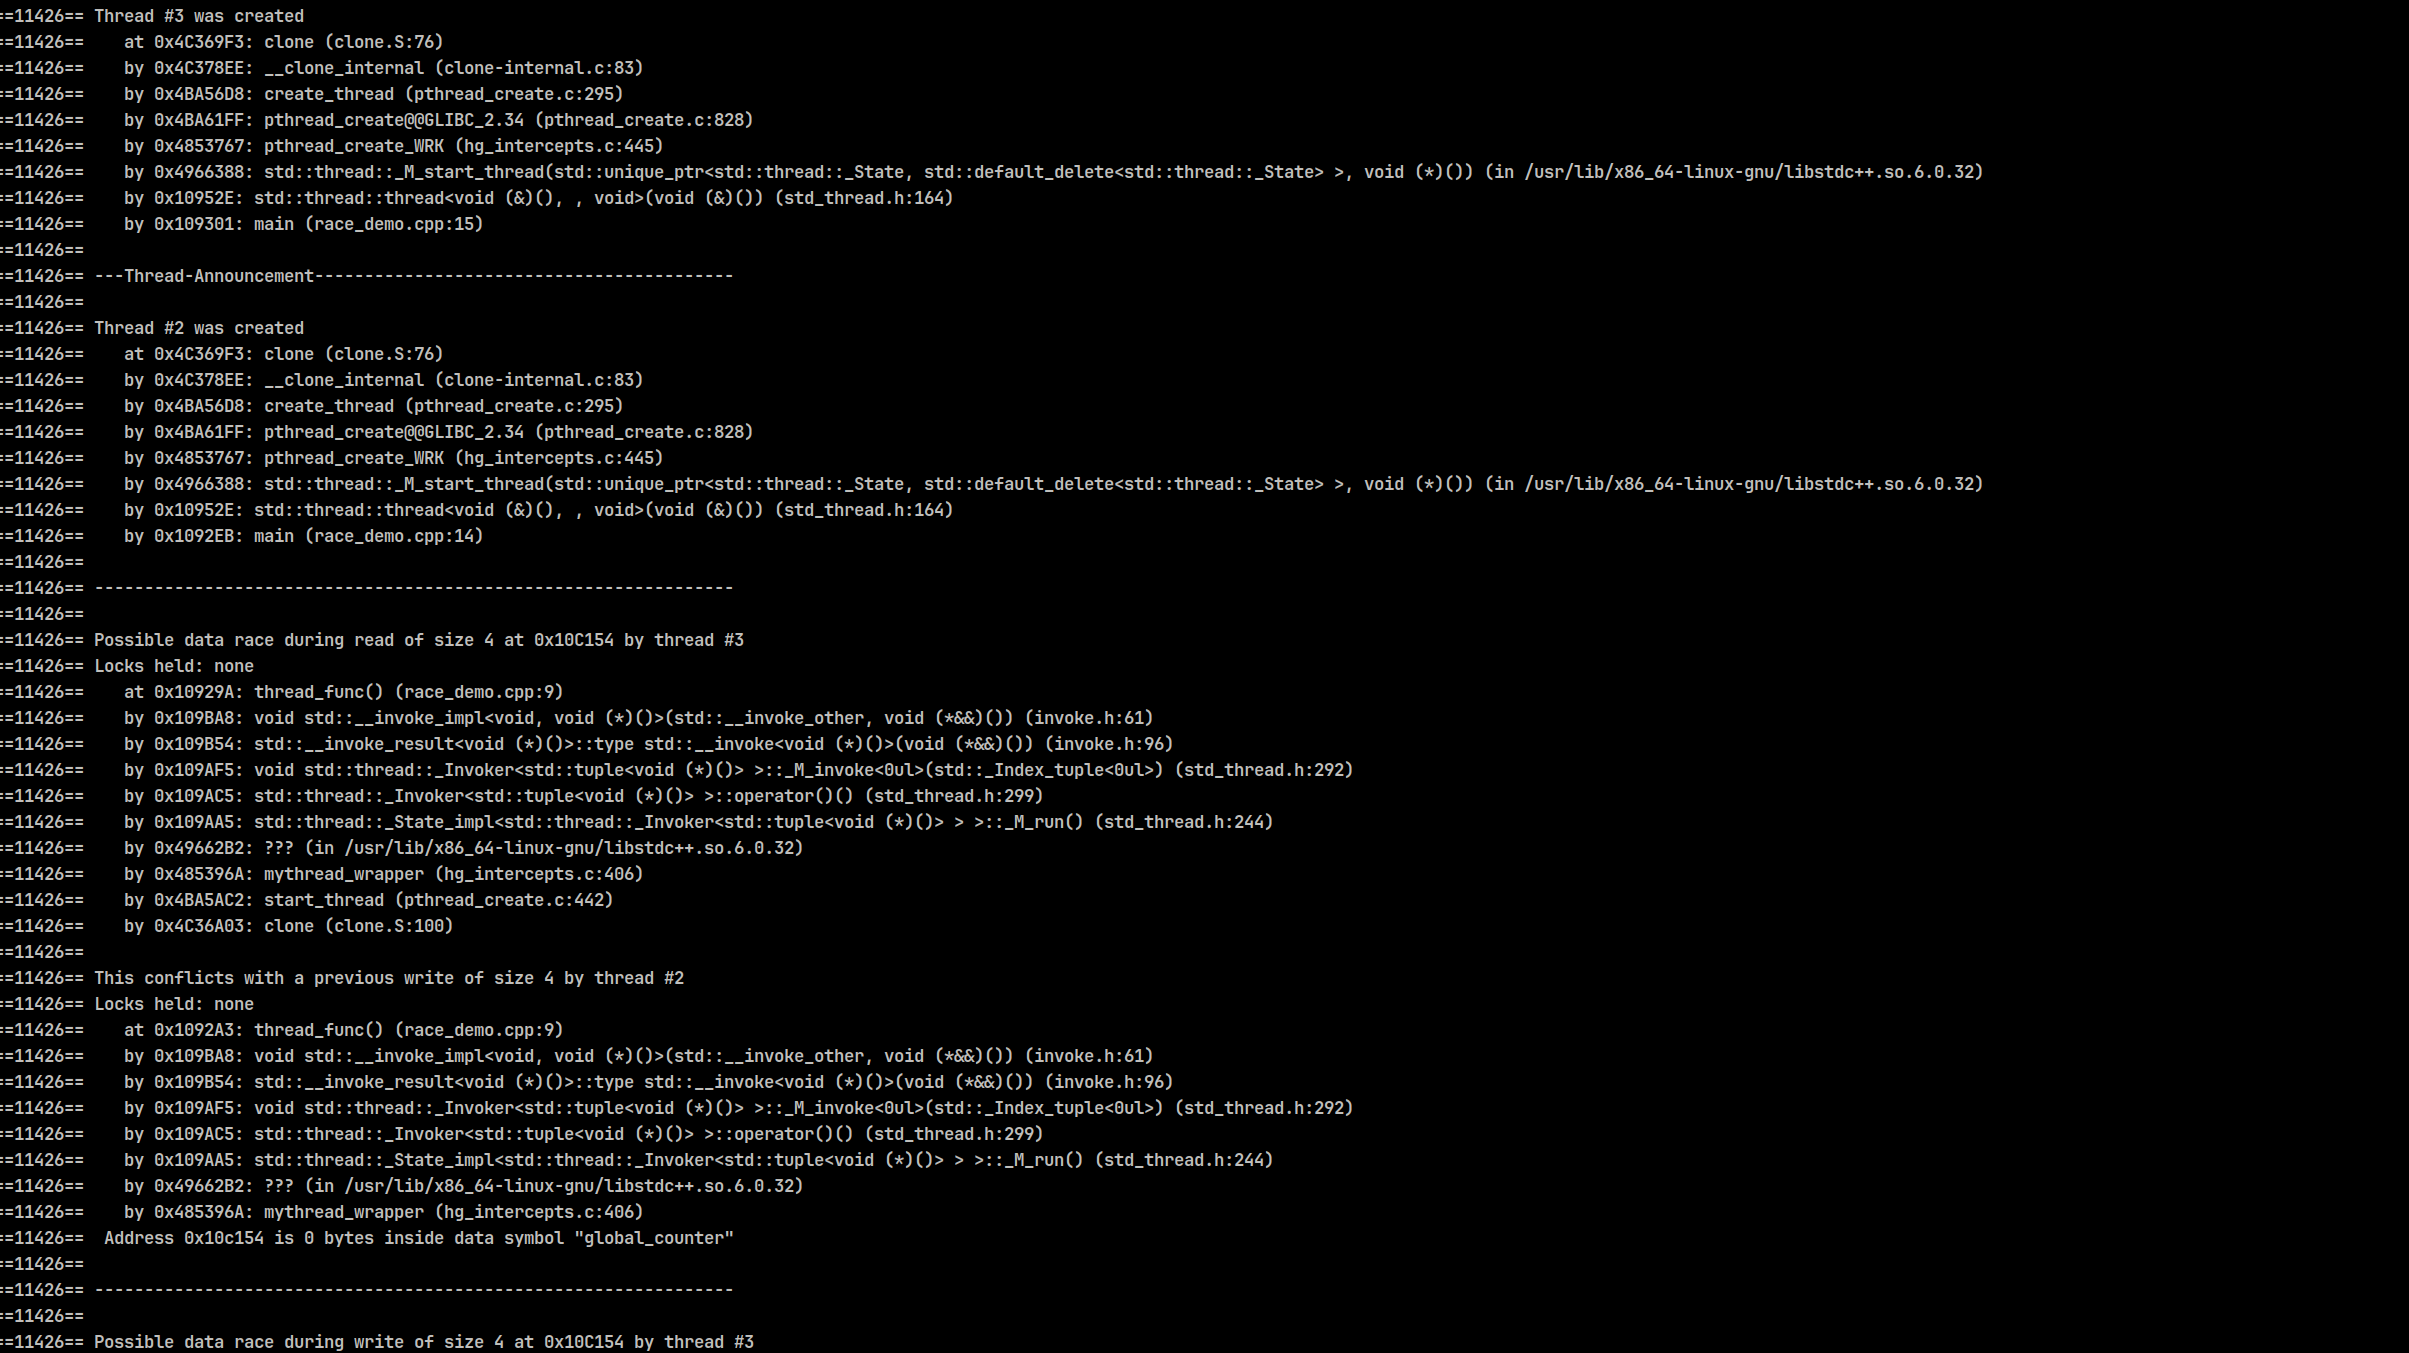 ==11426== Thread #3 was created
==11426==    at 0x4C369F3: clone (clone.S:76)
==11426==    by 0x4C378EE: __clone_internal (clone-internal.c:83)
==11426==    by 0x4BA56D8: create_thread (pthread_create.c:295)
==11426==    by 0x4BA61FF: pthread_create@@GLIBC_2.34 (pthread_create.c:828)
==11426==    by 0x4853767: pthread_create_WRK (hg_intercepts.c:445)
==11426==    by 0x4966388: std::thread::_M_start_thread(std::unique_ptr<std::thread::_State, std::default_delete<std::thread::_State> >, void (*)()) (in /usr/lib/x86_64-linux-gnu/libstdc++.so.6.0.32)
==11426==    by 0x10952E: std::thread::thread<void (&)(), , void>(void (&)()) (std_thread.h:164)
==11426==    by 0x109301: main (race_demo.cpp:15)
==11426==
==11426== ---Thread-Announcement------------------------------------------
==11426==
==11426== Thread #2 was created
==11426==    at 0x4C369F3: clone (clone.S:76)
==11426==    by 0x4C378EE: __clone_internal (clone-internal.c:83)
==11426==    by 0x4BA56D8: create_thread (pthread_create.c:295)
==11426==    by 0x4BA61FF: pthread_create@@GLIBC_2.34 (pthread_create.c:828)
==11426==    by 0x4853767: pthread_create_WRK (hg_intercepts.c:445)
==11426==    by 0x4966388: std::thread::_M_start_thread(std::unique_ptr<std::thread::_State, std::default_delete<std::thread::_State> >, void (*)()) (in /usr/lib/x86_64-linux-gnu/libstdc++.so.6.0.32)
==11426==    by 0x10952E: std::thread::thread<void (&)(), , void>(void (&)()) (std_thread.h:164)
==11426==    by 0x1092EB: main (race_demo.cpp:14)
==11426==
==11426== ----------------------------------------------------------------
==11426==
==11426== Possible data race during read of size 4 at 0x10C154 by thread #3
==11426== Locks held: none
==11426==    at 0x10929A: thread_func() (race_demo.cpp:9)
==11426==    by 0x109BA8: void std::__invoke_impl<void, void (*)()>(std::__invoke_other, void (*&&)()) (invoke.h:61)
==11426==    by 0x109B54: std::__invoke_result<void (*)()>::type std::__invoke<void (*)()>(void (*&&)()) (invoke.h:96)
==11426==    by 0x109AF5: void std::thread::_Invoker<std::tuple<void (*)()> >::_M_invoke<0ul>(std::_Index_tuple<0ul>) (std_thread.h:292)
==11426==    by 0x109AC5: std::thread::_Invoker<std::tuple<void (*)()> >::operator()() (std_thread.h:299)
==11426==    by 0x109AA5: std::thread::_State_impl<std::thread::_Invoker<std::tuple<void (*)()> > >::_M_run() (std_thread.h:244)
==11426==    by 0x49662B2: ??? (in /usr/lib/x86_64-linux-gnu/libstdc++.so.6.0.32)
==11426==    by 0x485396A: mythread_wrapper (hg_intercepts.c:406)
==11426==    by 0x4BA5AC2: start_thread (pthread_create.c:442)
==11426==    by 0x4C36A03: clone (clone.S:100)
==11426==
==11426== This conflicts with a previous write of size 4 by thread #2
==11426== Locks held: none
==11426==    at 0x1092A3: thread_func() (race_demo.cpp:9)
==11426==    by 0x109BA8: void std::__invoke_impl<void, void (*)()>(std::__invoke_other, void (*&&)()) (invoke.h:61)
==11426==    by 0x109B54: std::__invoke_result<void (*)()>::type std::__invoke<void (*)()>(void (*&&)()) (invoke.h:96)
==11426==    by 0x109AF5: void std::thread::_Invoker<std::tuple<void (*)()> >::_M_invoke<0ul>(std::_Index_tuple<0ul>) (std_thread.h:292)
==11426==    by 0x109AC5: std::thread::_Invoker<std::tuple<void (*)()> >::operator()() (std_thread.h:299)
==11426==    by 0x109AA5: std::thread::_State_impl<std::thread::_Invoker<std::tuple<void (*)()> > >::_M_run() (std_thread.h:244)
==11426==    by 0x49662B2: ??? (in /usr/lib/x86_64-linux-gnu/libstdc++.so.6.0.32)
==11426==    by 0x485396A: mythread_wrapper (hg_intercepts.c:406)
==11426==  Address 0x10c154 is 0 bytes inside data symbol "global_counter"
==11426==
==11426== ----------------------------------------------------------------
==11426==
==11426== Possible data race during write of size 4 at 0x10C154 by thread #3